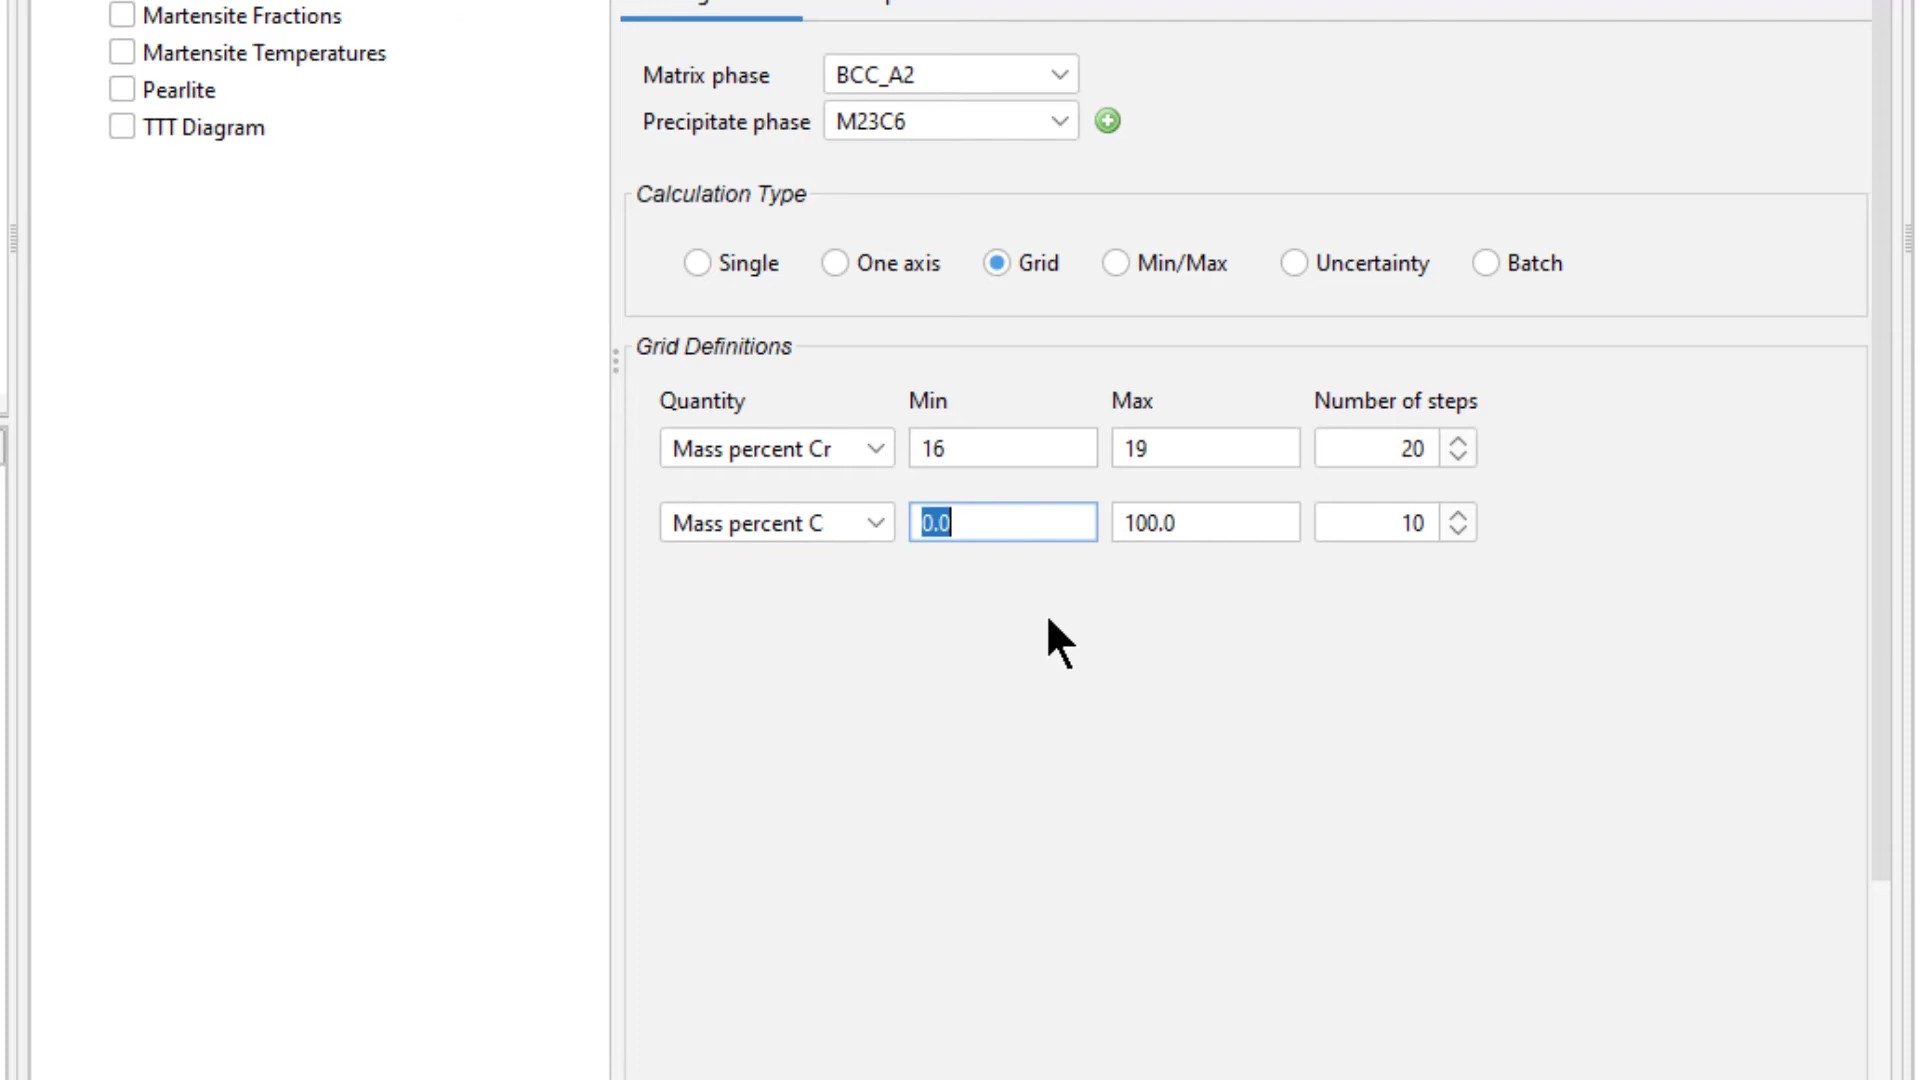 Martensite Fractions
Martensite Temperatures
Pearlite
TTT Diagram
Matrix phase BCC_A2
Precipitate phase M23C6
Calculation Type
Single One axis Grid Min/Max Uncertainty Batch
Grid Definitions
Quantity Min Max Number of steps
Mass percent Cr 16 19 20
Mass percent C 0.0 100.0 10